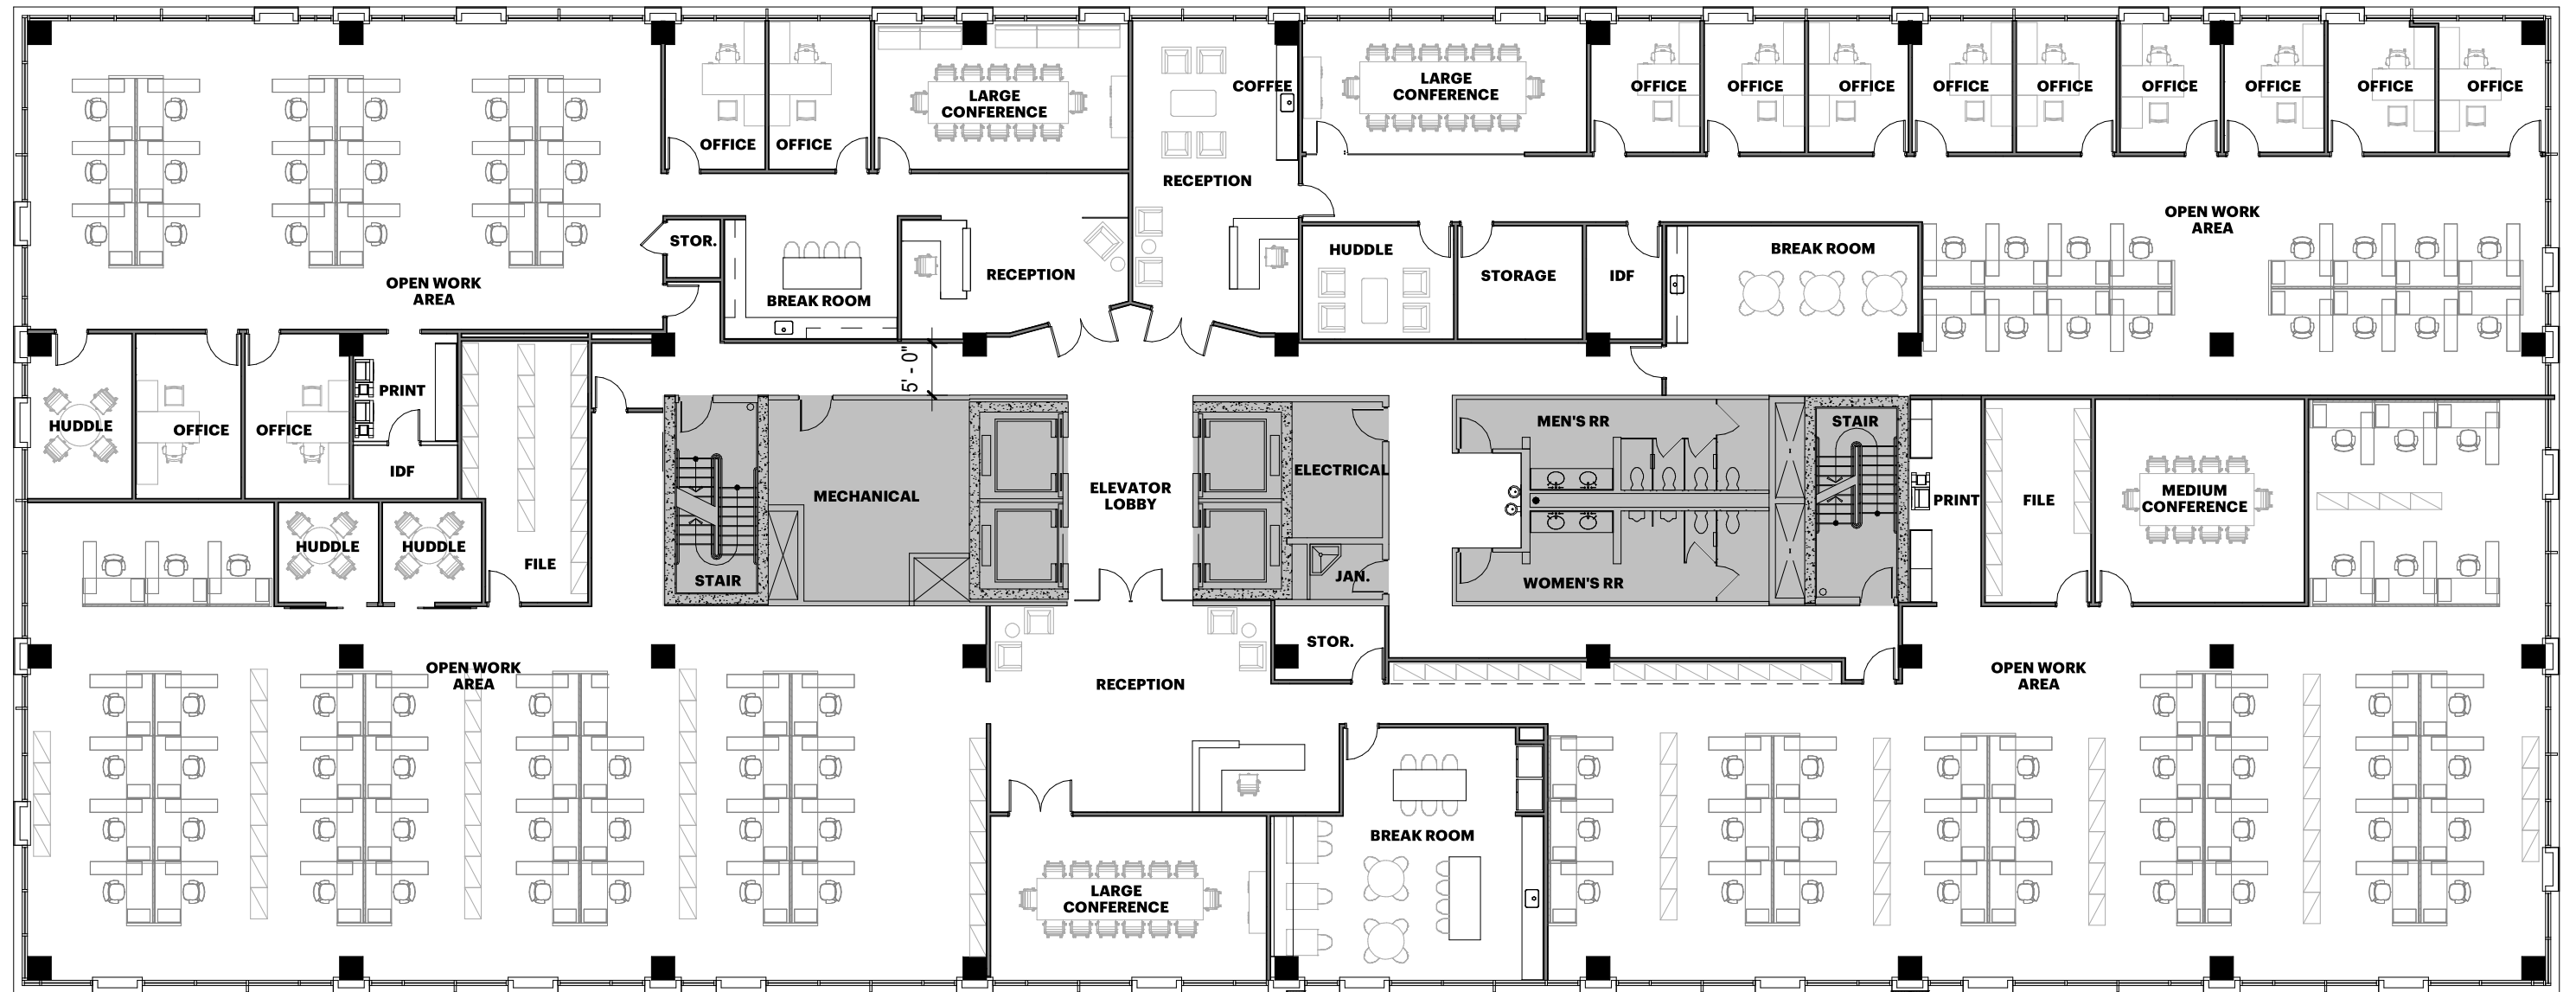 COFFEE
LARGE
CONFERENCE
OFFICE
OFFICE
OFFICE
OFFICE
OFFICE
OFFICE
OFFICE
OFFICE
OFFICE
LARGE
CONFERENCE
OFFICE
OFFICE
RECEPTION
OPEN WORK
AREA
STOR.
HUDDLE
BREAK ROOM
RECEPTION
STORAGE
IDF
OPEN WORK
AREA
BREAK ROOM
5' - 0"
PRINT
HUDDLE
OFFICE
OFFICE
MEN'S RR
STAIR
IDF
ELECTRICAL
MECHANICAL
ELEVATOR
LOBBY
PRINT
FILE
MEDIUM
CONFERENCE
HUDDLE
HUDDLE
FILE
STAIR
JAN.
WOMEN'S RR
STOR.
OPEN WORK
AREA
RECEPTION
OPEN WORK
AREA
BREAK ROOM
LARGE
CONFERENCE